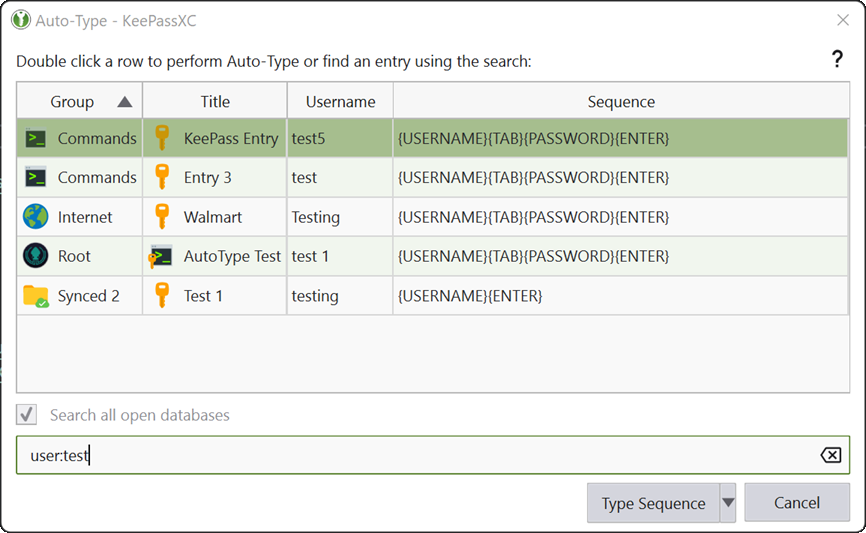 Auto-Type - KeePassXC
Double click a row to perform Auto-Type or find an entry using the search:
?
Group Title Username Sequence
Commands KeePass Entry test5 {USERNAME}{TAB}{PASSWORD}{ENTER}
Commands Entry 3 test {USERNAME}{TAB}{PASSWORD}{ENTER}
Internet Walmart Testing {USERNAME}{TAB}{PASSWORD}{ENTER}
Root AutoType Test test 1 {USERNAME}{TAB}{PASSWORD}{ENTER}
Synced 2 Test 1 testing {USERNAME}{ENTER}
Search all open databases
user:test
Type Sequence Cancel